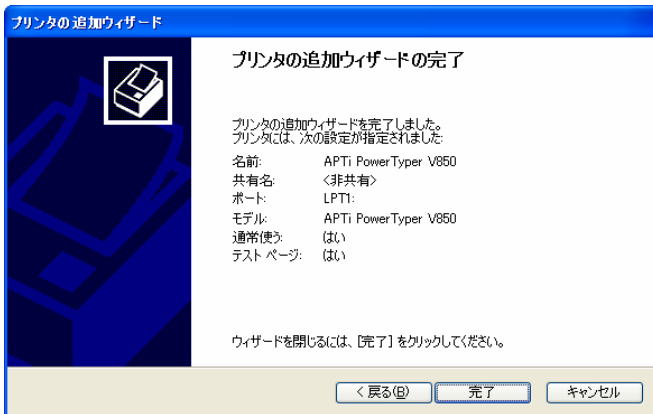 プリンタの追加ウィザード
プリンタの追加ウィザードの完了
プリンタの追加ウィザードを完了しました。
プリンタには、次の設定が指定されました:
名前: APTi PowerTyper V850
共有名: <非共有>
ポート: LPT1:
モデル: APTi PowerTyper V850
通常使う: はい
テスト ページ: はい
ウィザードを閉じるには、[完了] をクリックしてください。
< 戻る(B) 完了 キャンセル